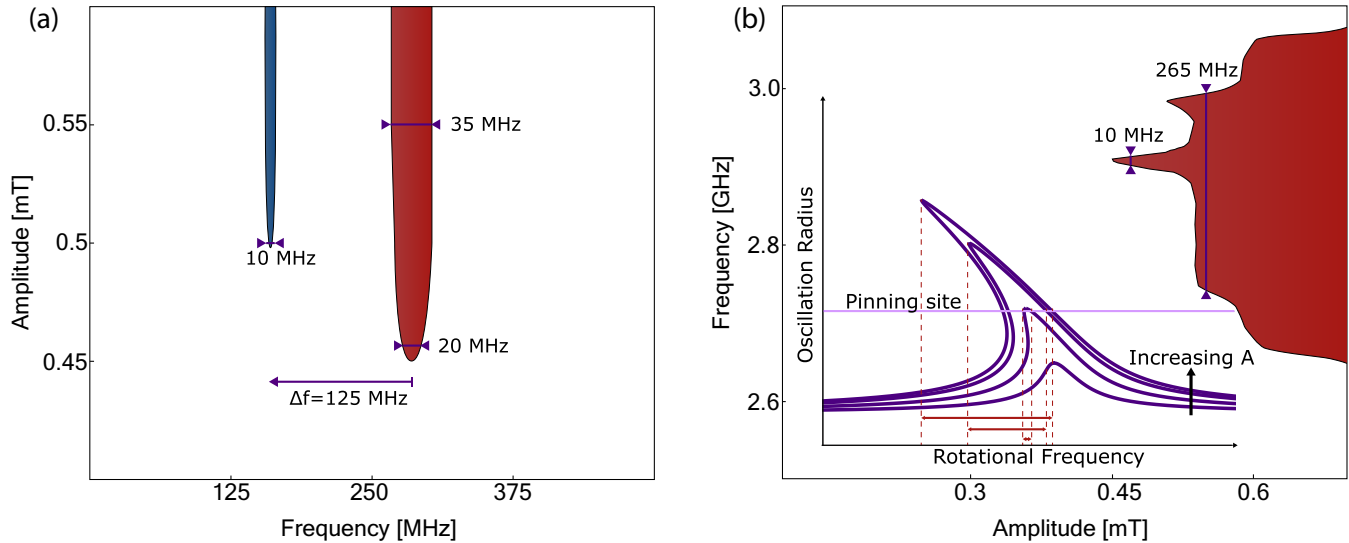 (a)
Amplitude [mT]
0.55
0.5
0.45
35 MHz
10 MHz
20 MHz
Δf=125 MHz
125
250
375
Frequency [MHz]
(b)
Frequency [GHz]
3.0
2.8
2.6
265 MHz
10 MHz
Oscillation Radius
Pinning site
Increasing A
Rotational Frequency
0.3
0.45
0.6
Amplitude [mT]